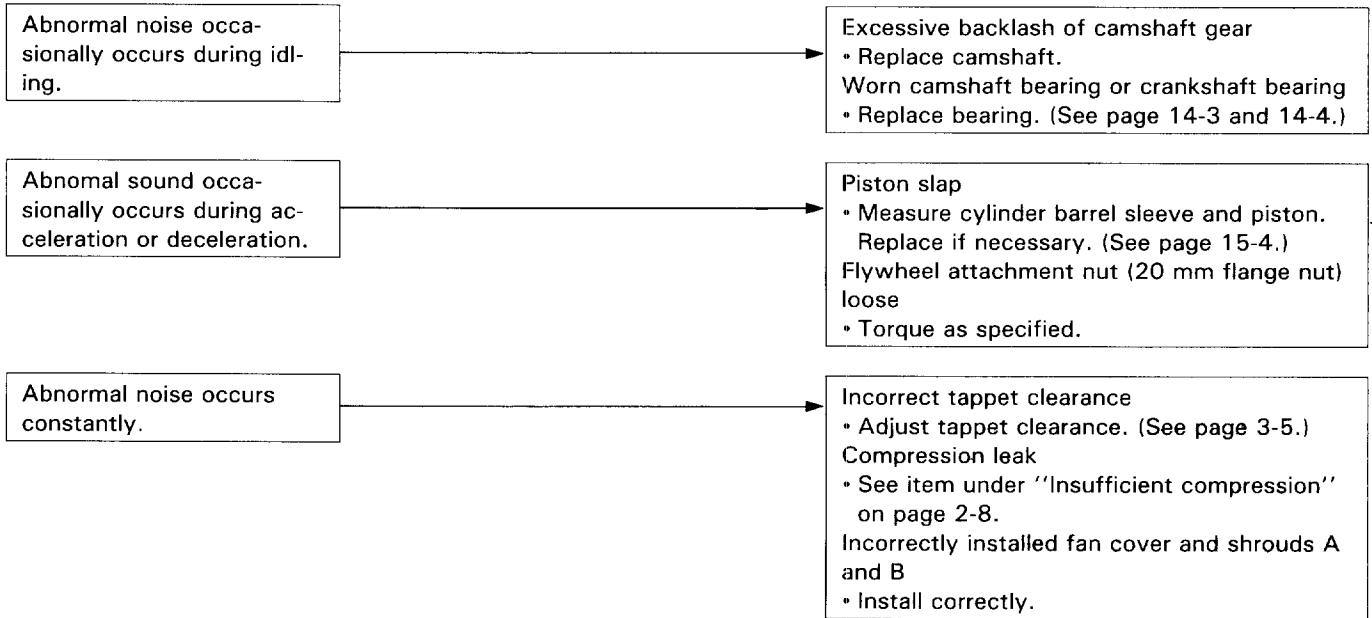 Abnormal noise occa-
sionally occurs during idl-
ing.
Excessive backlash of camshaft gear
• Replace camshaft.
Worn camshaft bearing or crankshaft bearing
• Replace bearing. (See page 14-3 and 14-4.)
Abnomal sound occa-
sionally occurs during ac-
celeration or deceleration.
Piston slap
• Measure cylinder barrel sleeve and piston.
Replace if necessary. (See page 15-4.)
Flywheel attachment nut (20 mm flange nut)
loose
• Torque as specified.
Abnormal noise occurs
constantly.
Incorrect tappet clearance
• Adjust tappet clearance. (See page 3-5.)
Compression leak
• See item under ''Insufficient compression''
on page 2-8.
Incorrectly installed fan cover and shrouds A
and B
• Install correctly.